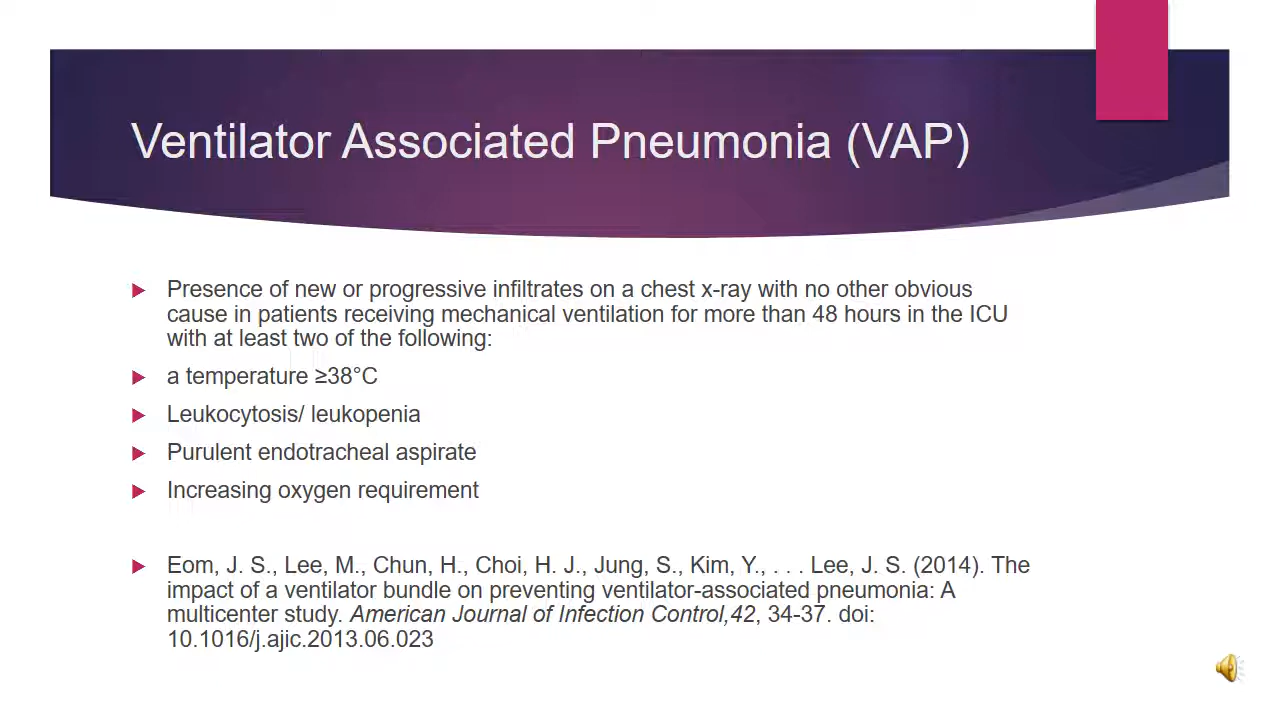 Ventilator Associated Pneumonia (VAP)
Presence of new or progressive infiltrates on a chest x-ray with no other obvious
cause in patients receiving mechanical ventilation for more than 48 hours in the ICU
with at least two of the following:
a temperature ≥38°C
Leukocytosis/ leukopenia
Purulent endotracheal aspirate
Increasing oxygen requirement
Eom, J. S., Lee, M., Chun, H., Choi, H. J., Jung, S., Kim, Y., . . . Lee, J. S. (2014). The
impact of a ventilator bundle on preventing ventilator-associated pneumonia: A
multicenter study. American Journal of Infection Control,42, 34-37. doi:
10.1016/j.ajic.2013.06.023